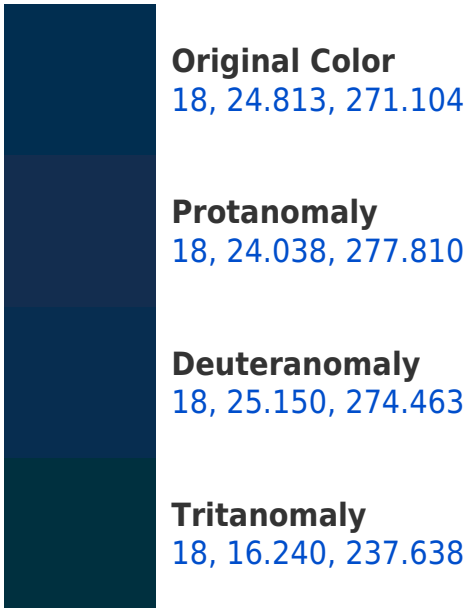 Original Color
18, 24.813, 271.104
Protanomaly
18, 24.038, 277.810
Deuteranomaly
18, 25.150, 274.463
Tritanomaly
18, 16.240, 237.638